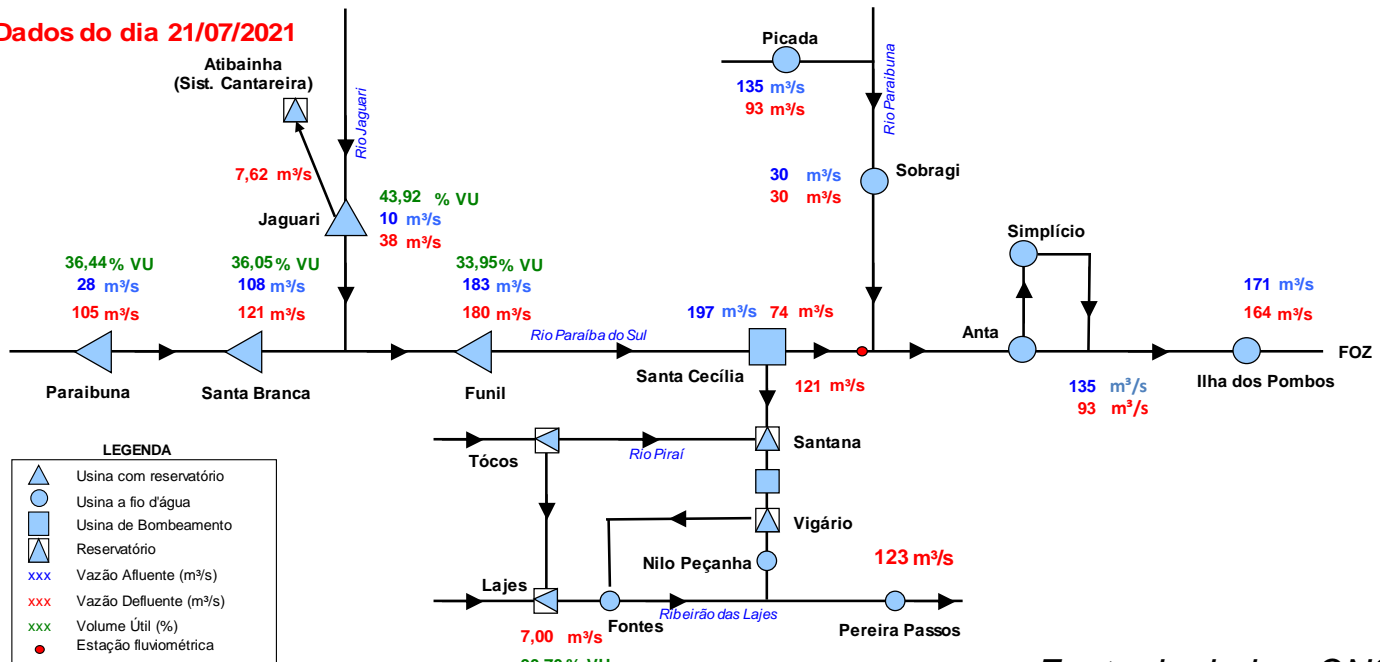 Dados do dia 21/07/2021
Atibainha
(Sist. Cantareira)
Rio Jaguari
7,62 m³/s
Jaguari
43,92 % VU
10 m³/s
38 m³/s
Picada
135 m³/s
93 m³/s
Rio Paraibuna
30 m³/s
30 m³/s
Sobragi
Simplício
36,44 % VU
28 m³/s
105 m³/s
Paraibuna
36,05 % VU
108 m³/s
121 m³/s
Santa Branca
33,95 % VU
183 m³/s
180 m³/s
Funil
Rio Paraíba do Sul
197 m³/s 74 m³/s
Santa Cecília
121 m³/s
Anta
135 m³/s
93 m³/s
171 m³/s
164 m³/s
Ilha dos Pombos
FOZ
Tócos
Rio Piraí
Santana
Vigário
Nilo Peçanha
123 m³/s
Lajes
Fontes
Ribeirão das Lajes
Pereira Passos
7,00 m³/s
LEGENDA
Usina com reservatório
Usina a fio d'água
Usina de Bombeamento
Reservatório
xxx Vazão Afluente (m³/s)
xxx Vazão Defluente (m³/s)
xxx Volume Útil (%)
Estação fluviométrica